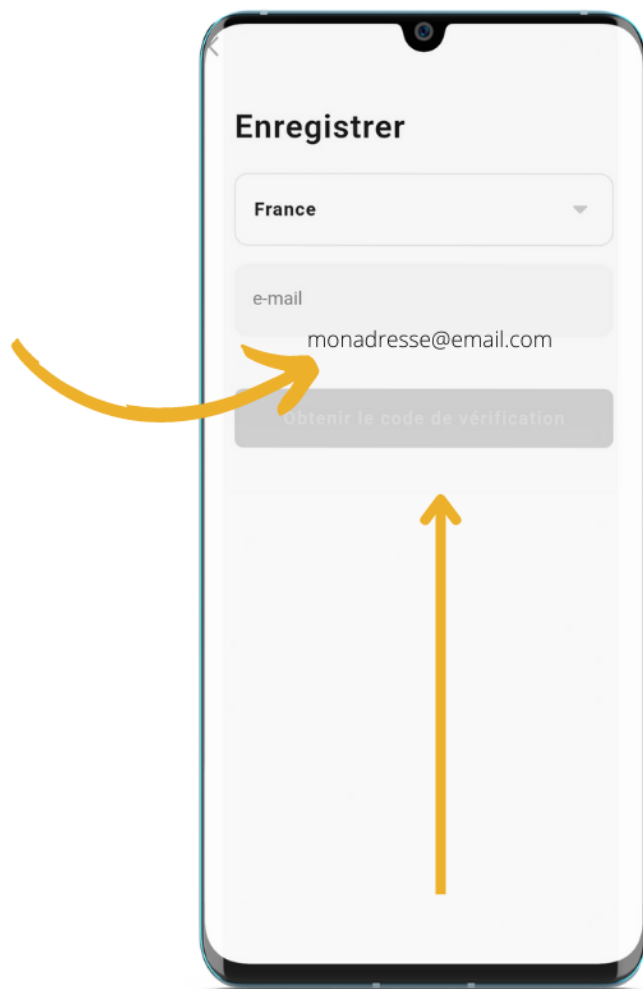 Enregistrer
France
e-mail
monadresse@email.com
Obtenir le code de vérification